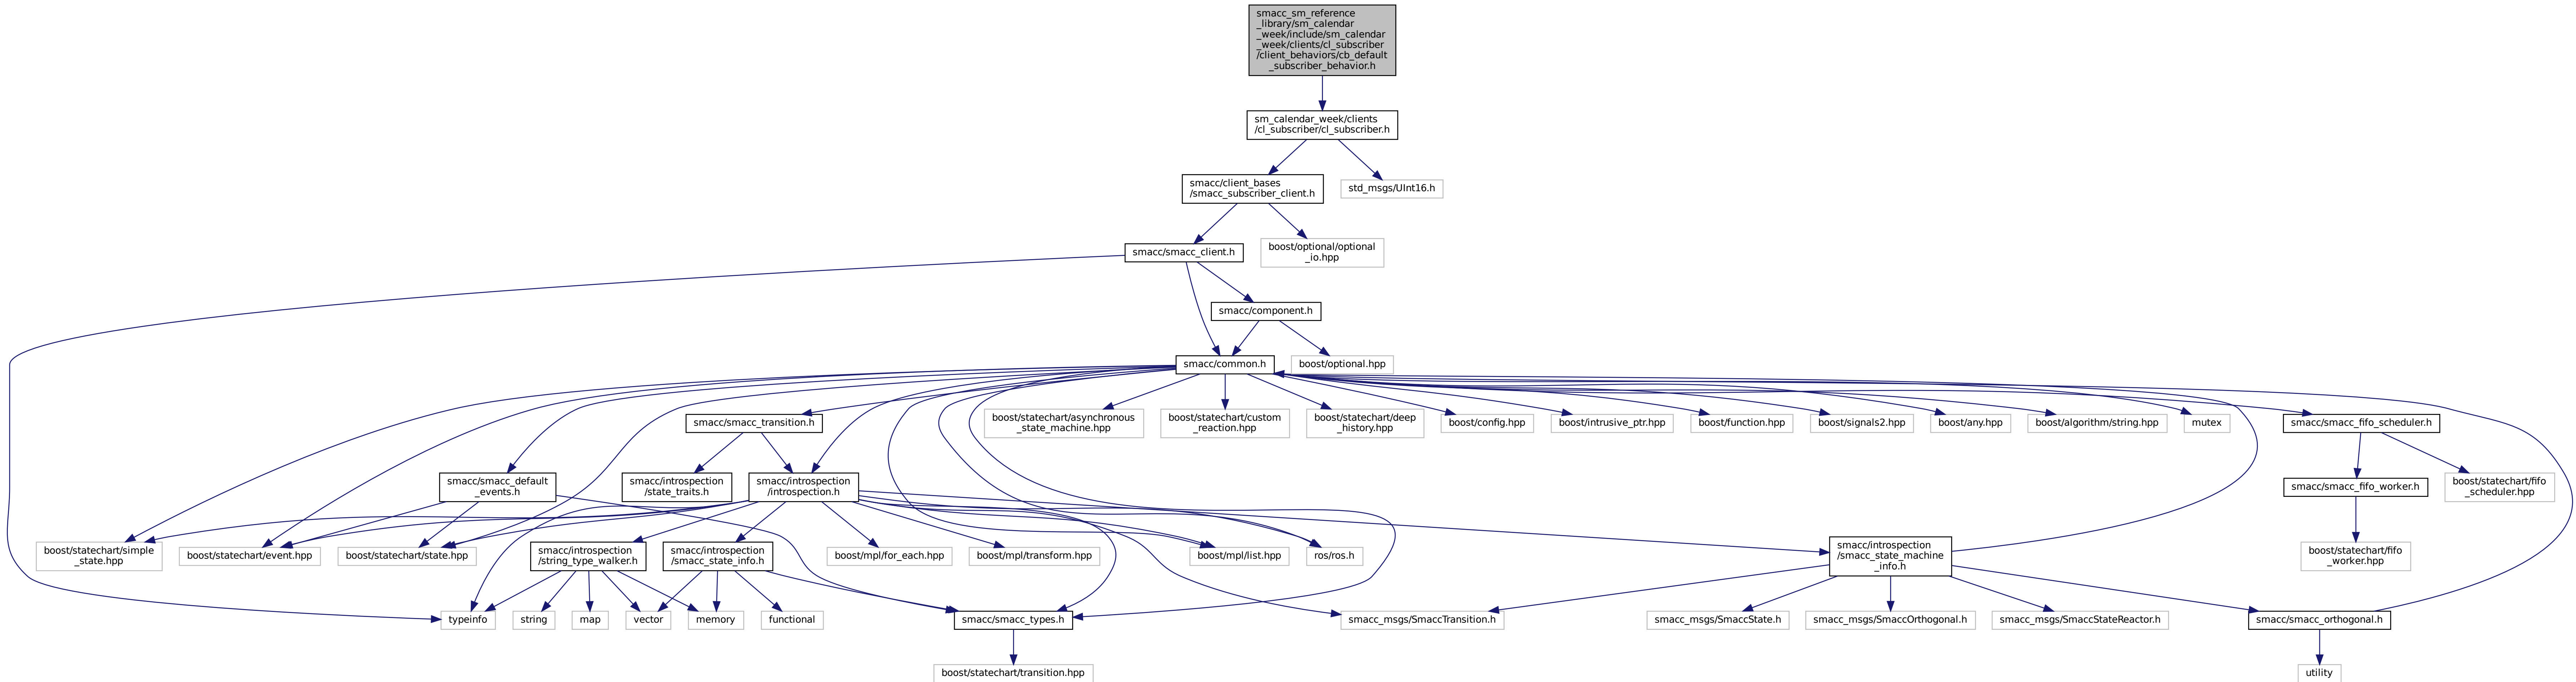 smacc_sm_reference
_library/sm_calendar
_week/include/sm_calendar
_week/clients/cl_subscriber
/client_behaviors/cb_default
_subscriber_behavior.h
sm_calendar_week/clients
/cl_subscriber/cl_subscriber.h
smacc/client_bases
/smacc_subscriber_client.h
std_msgs/UInt16.h
smacc/smacc_client.h
boost/optional/optional
_io.hpp
smacc/component.h
smacc/common.h
boost/optional.hpp
smacc/smacc_transition.h
boost/statechart/asynchronous
_state_machine.hpp
boost/statechart/custom
_reaction.hpp
boost/statechart/deep
_history.hpp
boost/config.hpp
boost/intrusive_ptr.hpp
boost/function.hpp
boost/signals2.hpp
boost/any.hpp
boost/algorithm/string.hpp
mutex
smacc/smacc_fifo_scheduler.h
smacc/smacc_default
_events.h
smacc/introspection
/state_traits.h
smacc/introspection
/introspection.h
smacc/smacc_fifo_worker.h
boost/statechart/fifo
_scheduler.hpp
boost/statechart/simple
_state.hpp
boost/statechart/event.hpp
boost/statechart/state.hpp
smacc/introspection
/string_type_walker.h
smacc/introspection
/smacc_state_info.h
boost/mpl/for_each.hpp
boost/mpl/transform.hpp
boost/mpl/list.hpp
ros/ros.h
smacc/introspection
/smacc_state_machine
_info.h
boost/statechart/fifo
_worker.hpp
typeinfo
string
map
vector
memory
functional
smacc/smacc_types.h
smacc_msgs/SmaccTransition.h
smacc_msgs/SmaccState.h
smacc_msgs/SmaccOrthogonal.h
smacc_msgs/SmaccStateReactor.h
smacc/smacc_orthogonal.h
boost/statechart/transition.hpp
utility